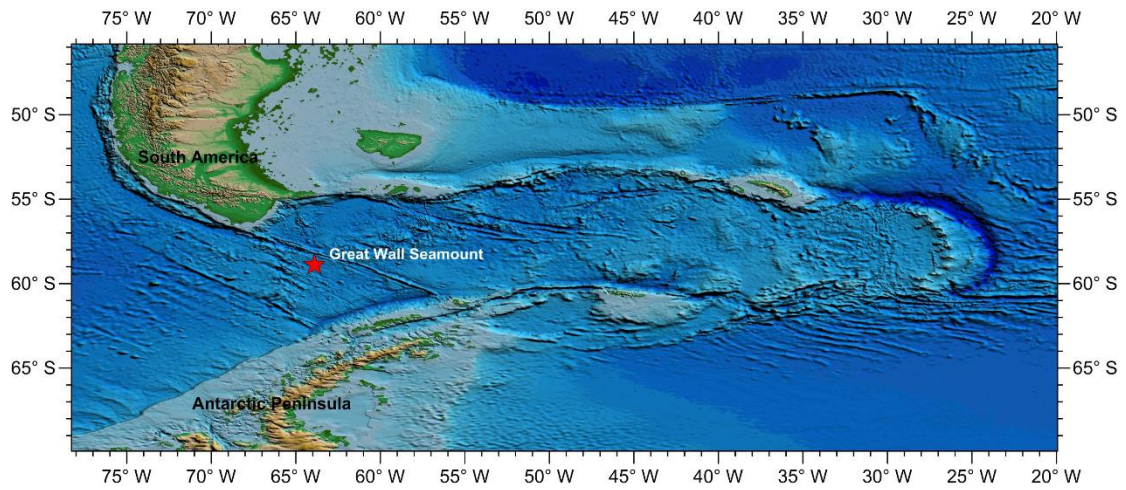 75° W 70° W 65° W 60° W 55° W 50° W 45° W 40° W 35° W 30° W 25° W 20° W
50° S 50° S
South America
55° S 55° S
Great Wall Seamount
60° S 60° S
65° S 65° S
Antarctic Peninsula
75° W 70° W 65° W 60° W 55° W 50° W 45° W 40° W 35° W 30° W 25° W 20° W